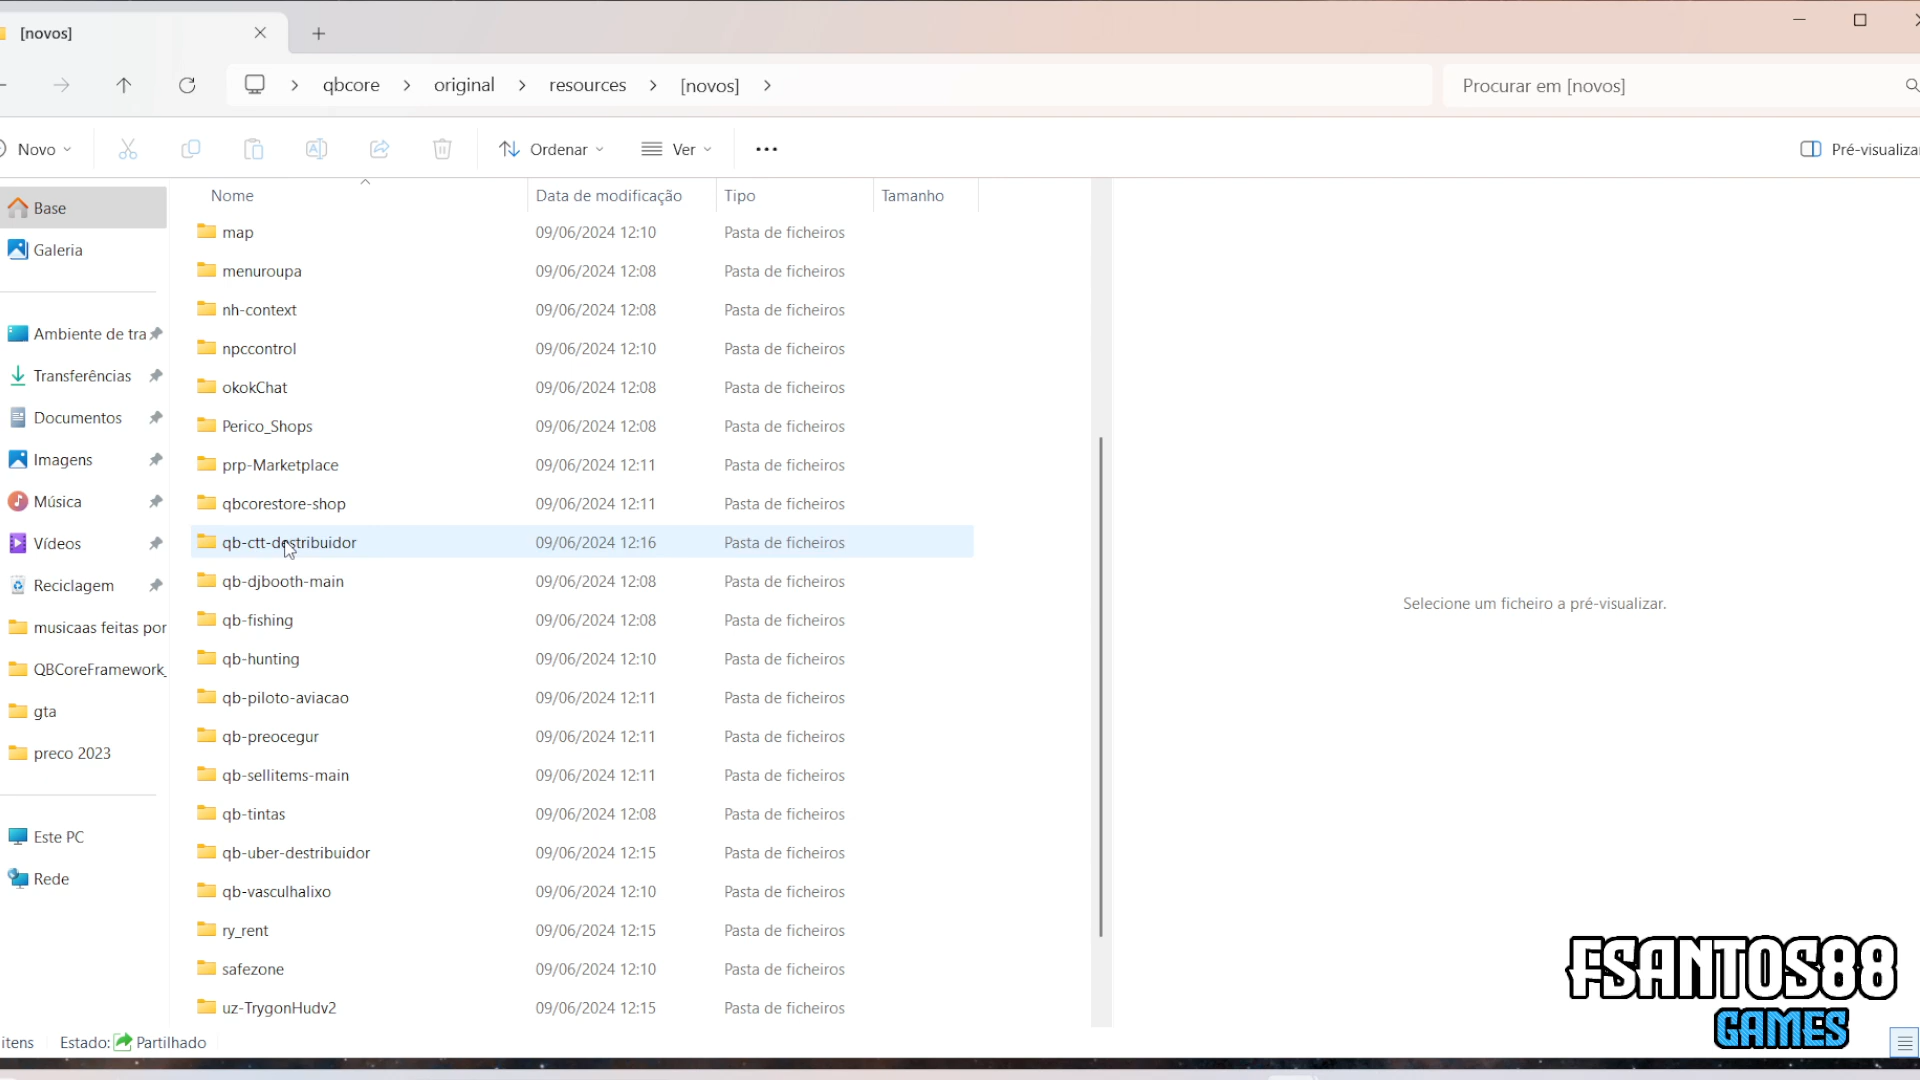 [novos]
qbcore > original > resources > [novos] >
Procurar em [novos]
Novo
Ordenar
Ver
Nome
Data de modificação
Tipo
Tamanho
Base
Galeria
Ambiente de tra
Transferências
Documentos
Imagens
Música
Vídeos
Reciclagem
musicaas feitas por
QBCoreFramework_
gta
preco 2023
Este PC
Rede
map 09/06/2024 12:10 Pasta de ficheiros
menuroupa 09/06/2024 12:08 Pasta de ficheiros
nh-context 09/06/2024 12:08 Pasta de ficheiros
npccontrol 09/06/2024 12:10 Pasta de ficheiros
okokChat 09/06/2024 12:08 Pasta de ficheiros
Perico_Shops 09/06/2024 12:08 Pasta de ficheiros
prp-Marketplace 09/06/2024 12:11 Pasta de ficheiros
qbcorestore-shop 09/06/2024 12:11 Pasta de ficheiros
qb-ctt-destribuidor 09/06/2024 12:16 Pasta de ficheiros
qb-djbooth-main 09/06/2024 12:08 Pasta de ficheiros
qb-fishing 09/06/2024 12:08 Pasta de ficheiros
qb-hunting 09/06/2024 12:10 Pasta de ficheiros
qb-piloto-aviacao 09/06/2024 12:11 Pasta de ficheiros
qb-preocegur 09/06/2024 12:11 Pasta de ficheiros
qb-sellitems-main 09/06/2024 12:11 Pasta de ficheiros
qb-tintas 09/06/2024 12:08 Pasta de ficheiros
qb-uber-destribuidor 09/06/2024 12:15 Pasta de ficheiros
qb-vasculhalixo 09/06/2024 12:10 Pasta de ficheiros
ry_rent 09/06/2024 12:15 Pasta de ficheiros
safezone 09/06/2024 12:10 Pasta de ficheiros
uz-TrygonHudv2 09/06/2024 12:15 Pasta de ficheiros
Pré-visualiza
Selecione um ficheiro a pré-visualizar.
itens
Estado: Partilhado
FSANTOS88
GAMES